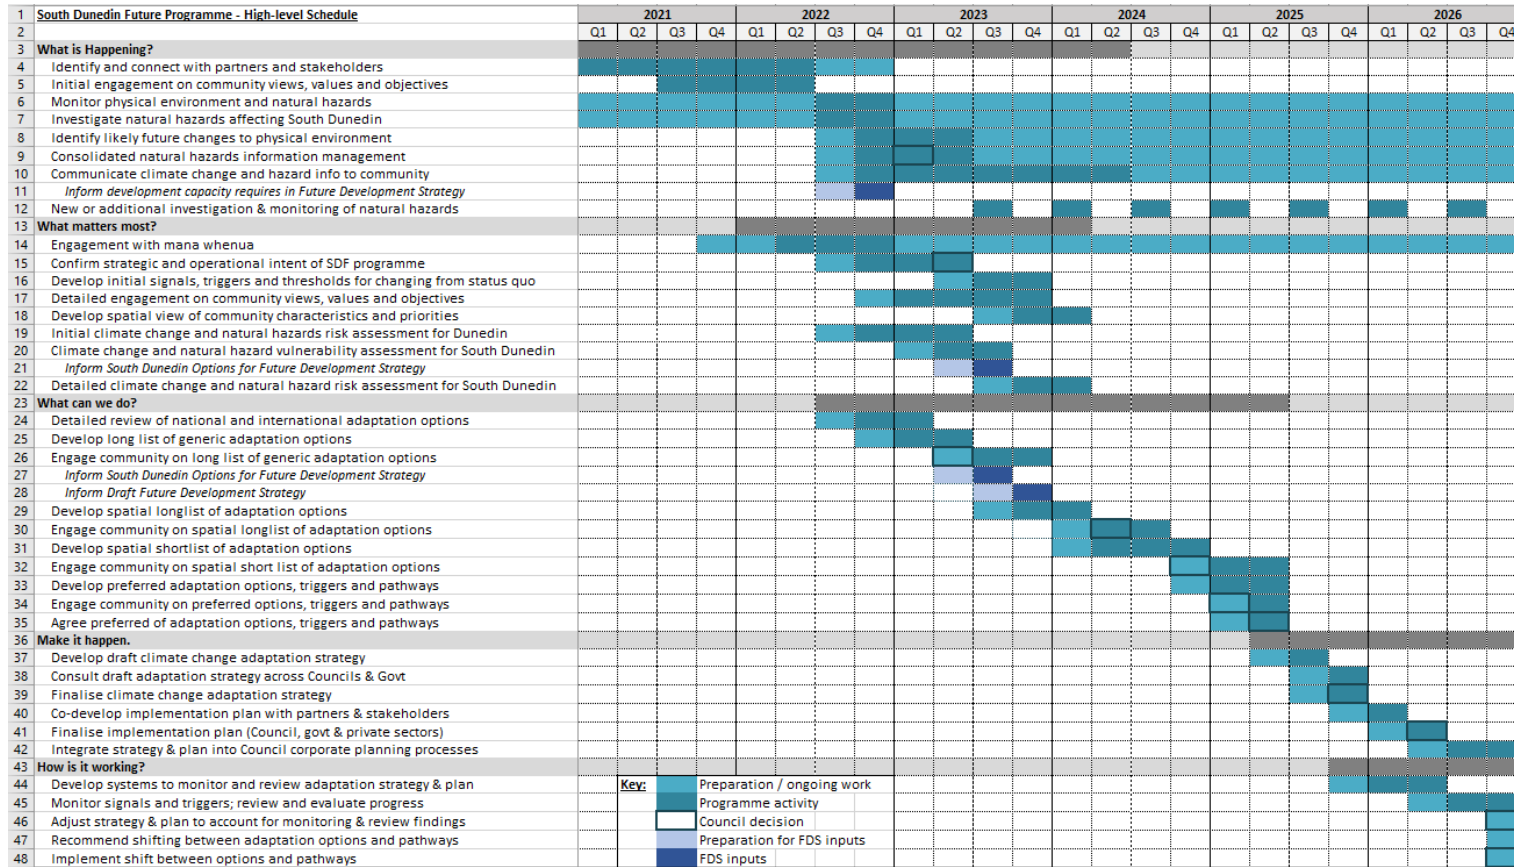 1 South Dunedin Future Programme - High-level Schedule 2021 2022 2023 2024 2025 2026
2 Q1 Q2 Q3 Q4 Q1 Q2 Q3 Q4 Q1 Q2 Q3 Q4 Q1 Q2 Q3 Q4 Q1 Q2 Q3 Q4 Q1 Q2 Q3 Q4
3 What is Happening?
4 Identify and connect with partners and stakeholders
5 Initial engagement on community views, values and objectives
6 Monitor physical environment and natural hazards
7 Investigate natural hazards affecting South Dunedin
8 Identify likely future changes to physical environment
9 Consolidated natural hazards information management
10 Communicate climate change and hazard info to community
11 Inform development capacity requires in Future Development Strategy
12 New or additional investigation & monitoring of natural hazards
13 What matters most?
14 Engagement with mana whenua
15 Confirm strategic and operational intent of SDF programme
16 Develop initial signals, triggers and thresholds for changing from status quo
17 Detailed engagement on community views, values and objectives
18 Develop spatial view of community characteristics and priorities
19 Initial climate change and natural hazards risk assessment for Dunedin
20 Climate change and natural hazard vulnerability assessment for South Dunedin
21 Inform South Dunedin Options for Future Development Strategy
22 Detailed climate change and natural hazard risk assessment for South Dunedin
23 What can we do?
24 Detailed review of national and international adaptation options
25 Develop long list of generic adaptation options
26 Engage community on long list of generic adaptation options
27 Inform South Dunedin Options for Future Development Strategy
28 Inform Draft Future Development Strategy
29 Develop spatial longlist of adaptation options
30 Engage community on spatial longlist of adaptation options
31 Develop spatial shortlist of adaptation options
32 Engage community on spatial short list of adaptation options
33 Develop preferred adaptation options, triggers and pathways
34 Engage community on preferred options, triggers and pathways
35 Agree preferred of adaptation options, triggers and pathways
36 Make it happen.
37 Develop draft climate change adaptation strategy
38 Consult draft adaptation strategy across Councils & Govt
39 Finalise climate change adaptation strategy
40 Co-develop implementation plan with partners & stakeholders
41 Finalise implementation plan (Council, govt & private sectors)
42 Integrate strategy & plan into Council corporate planning processes
43 How is it working?
44 Develop systems to monitor and review adaptation strategy & plan Key: Preparation / ongoing work
45 Monitor signals and triggers; review and evaluate progress Programme activity
46 Adjust strategy & plan to account for monitoring & review findings Council decision
47 Recommend shifting between adaptation options and pathways Preparation for FDS inputs
48 Implement shift between options and pathways FDS inputs